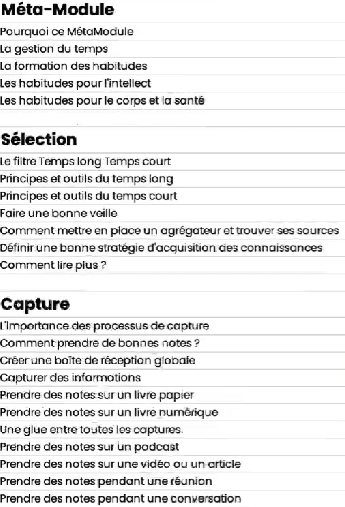 Méta-Module
Pourquoi ce MétaModule
La gestion du temps
La formation des habitudes
Les habitudes pour l'intellect
Les habitudes pour le corps et la santé
Sélection
Le filtre Temps long Temps court
Principes et outils du temps long
Principes et outils du temps court
Faire une bonne veille
Comment mettre en place un agrégateur et trouver ses sources
Définir une bonne stratégie d'acquisition des connaissances
Comment lire plus ?
Capture
L'importance des processus de capture
Comment prendre de bonnes notes ?
Créer une boîte de réception globale
Capturer des informations
Prendre des notes sur un livre papier
Prendre des notes sur un livre numérique
Une glue entre toutes les captures
Prendre des notes sur un podcast
Prendre des notes sur une vidéo ou un article
Prendre des notes pendant une réunion
Prendre des notes pendant une conversation